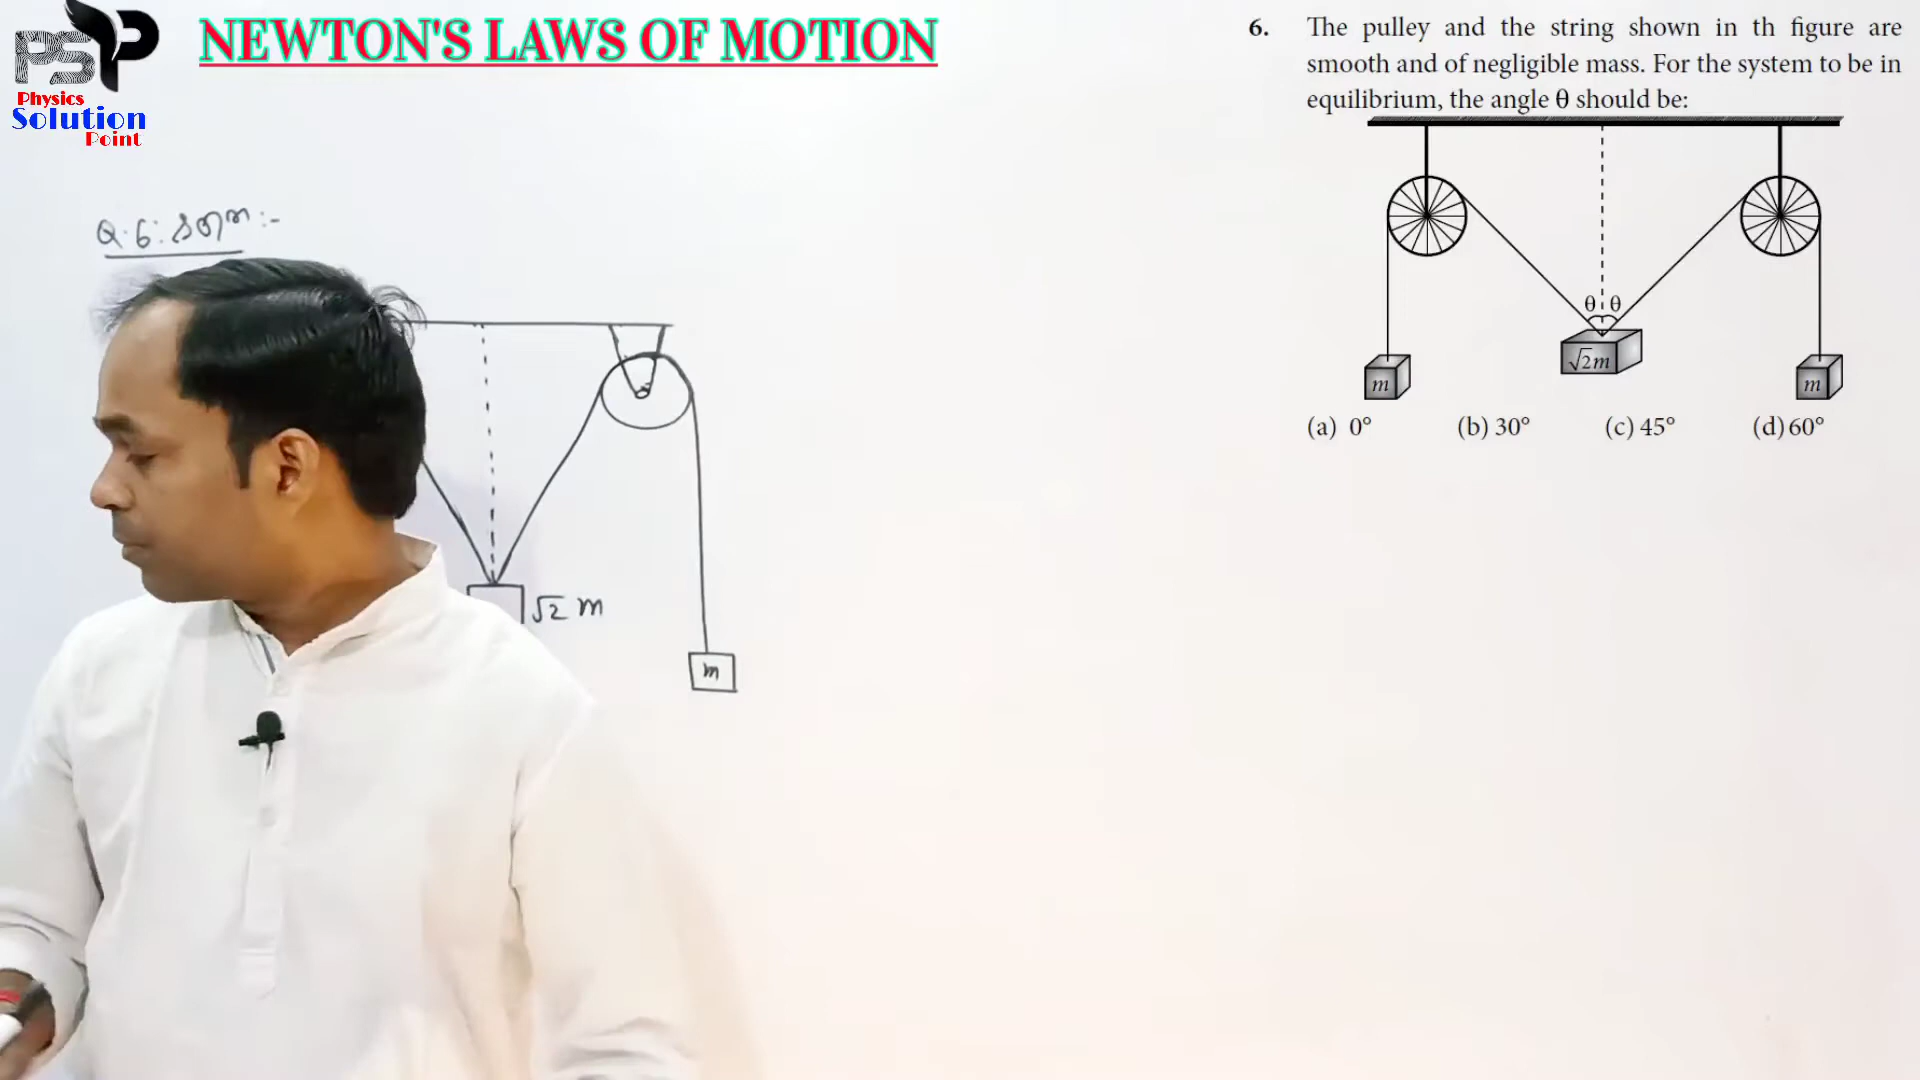 PSP
Physics
Solution
Point
NEWTON'S LAWS OF MOTION
6. The pulley and the string shown in th figure are
smooth and of negligible mass. For the system to be in
equilibrium, the angle θ should be:
θ θ
√2m
m
m
(a) 0° (b) 30° (c) 45° (d) 60°
Q.6. Soln:-
√2 m
m